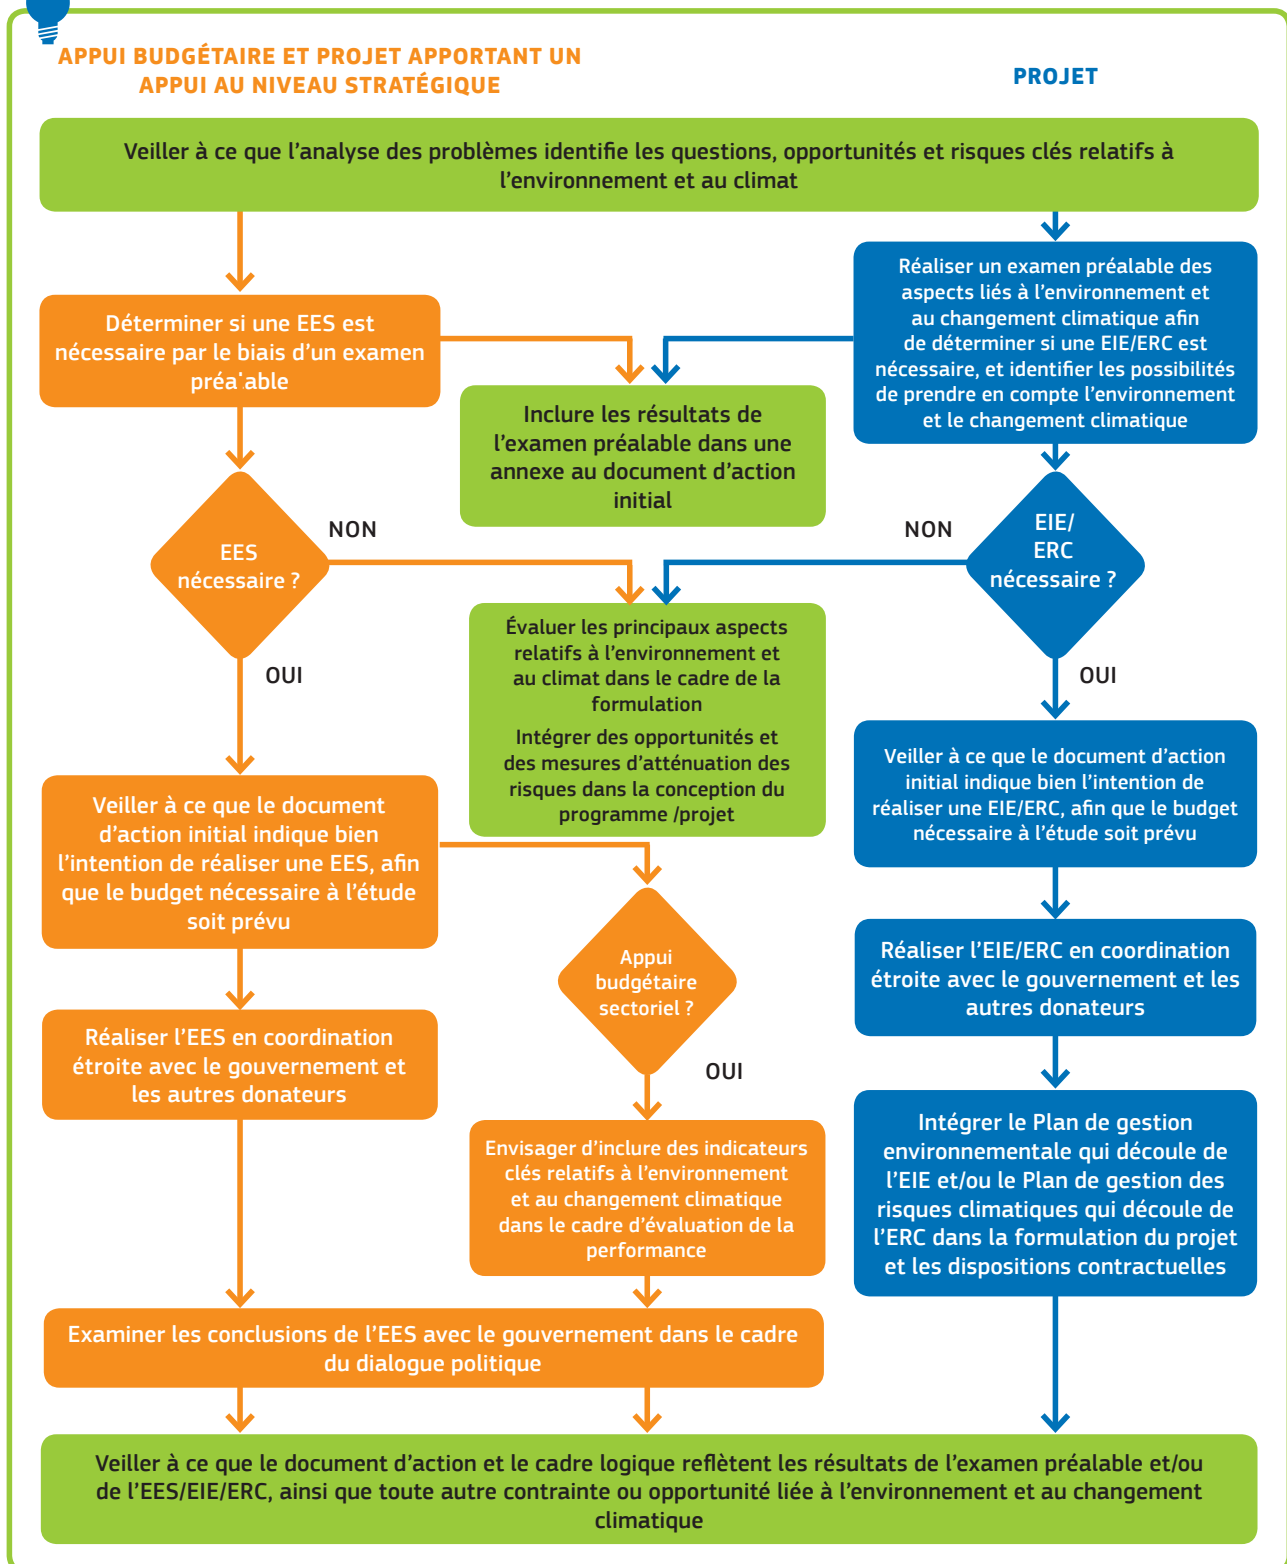 APPUI BUDGÉTAIRE ET PROJET APPORTANT UN
APPUI AU NIVEAU STRATÉGIQUE
PROJET
Veiller à ce que l'analyse des problèmes identifie les questions, opportunités et risques clés relatifs à
l'environnement et au climat
Déterminer si une EES est
nécessaire par le biais d'un examen
préalable
Réaliser un examen préalable des
aspects liés à l'environnement et
au changement climatique afin
de déterminer si une EIE/ERC est
nécessaire, et identifier les possibilités
de prendre en compte l'environnement
et le changement climatique
Inclure les résultats de
l'examen préalable dans une
annexe au document d'action
initial
EES
nécessaire ?
NON
NON
EIE/
ERC
nécessaire ?
Évaluer les principaux aspects
relatifs à l'environnement et
au climat dans le cadre de la
formulation
Intégrer des opportunités et
des mesures d'atténuation des
risques dans la conception du
programme /projet
OUI
OUI
Veiller à ce que le document
d'action initial indique bien
l'intention de réaliser une EES, afin
que le budget nécessaire à l'étude
soit prévu
Veiller à ce que le document d'action
initial indique bien l'intention de
réaliser une EIE/ERC, afin que le budget
nécessaire à l'étude soit prévu
Appui
budgétaire
sectoriel ?
OUI
Réaliser l'EES en coordination
étroite avec le gouvernement et
les autres donateurs
Réaliser l'EIE/ERC en coordination
étroite avec le gouvernement et les
autres donateurs
Envisager d'inclure des indicateurs
clés relatifs à l'environnement
et au changement climatique
dans le cadre d'évaluation de la
performance
Intégrer le Plan de gestion
environnementale qui découle de
l'EIE et/ou le Plan de gestion des
risques climatiques qui découle de
l'ERC dans la formulation du projet
et les dispositions contractuelles
Examiner les conclusions de l'EES avec le gouvernement dans le cadre
du dialogue politique
Veiller à ce que le document d'action et le cadre logique reflètent les résultats de l'examen préalable et/ou
de l'EES/EIE/ERC, ainsi que toute autre contrainte ou opportunité liée à l'environnement et au changement
climatique